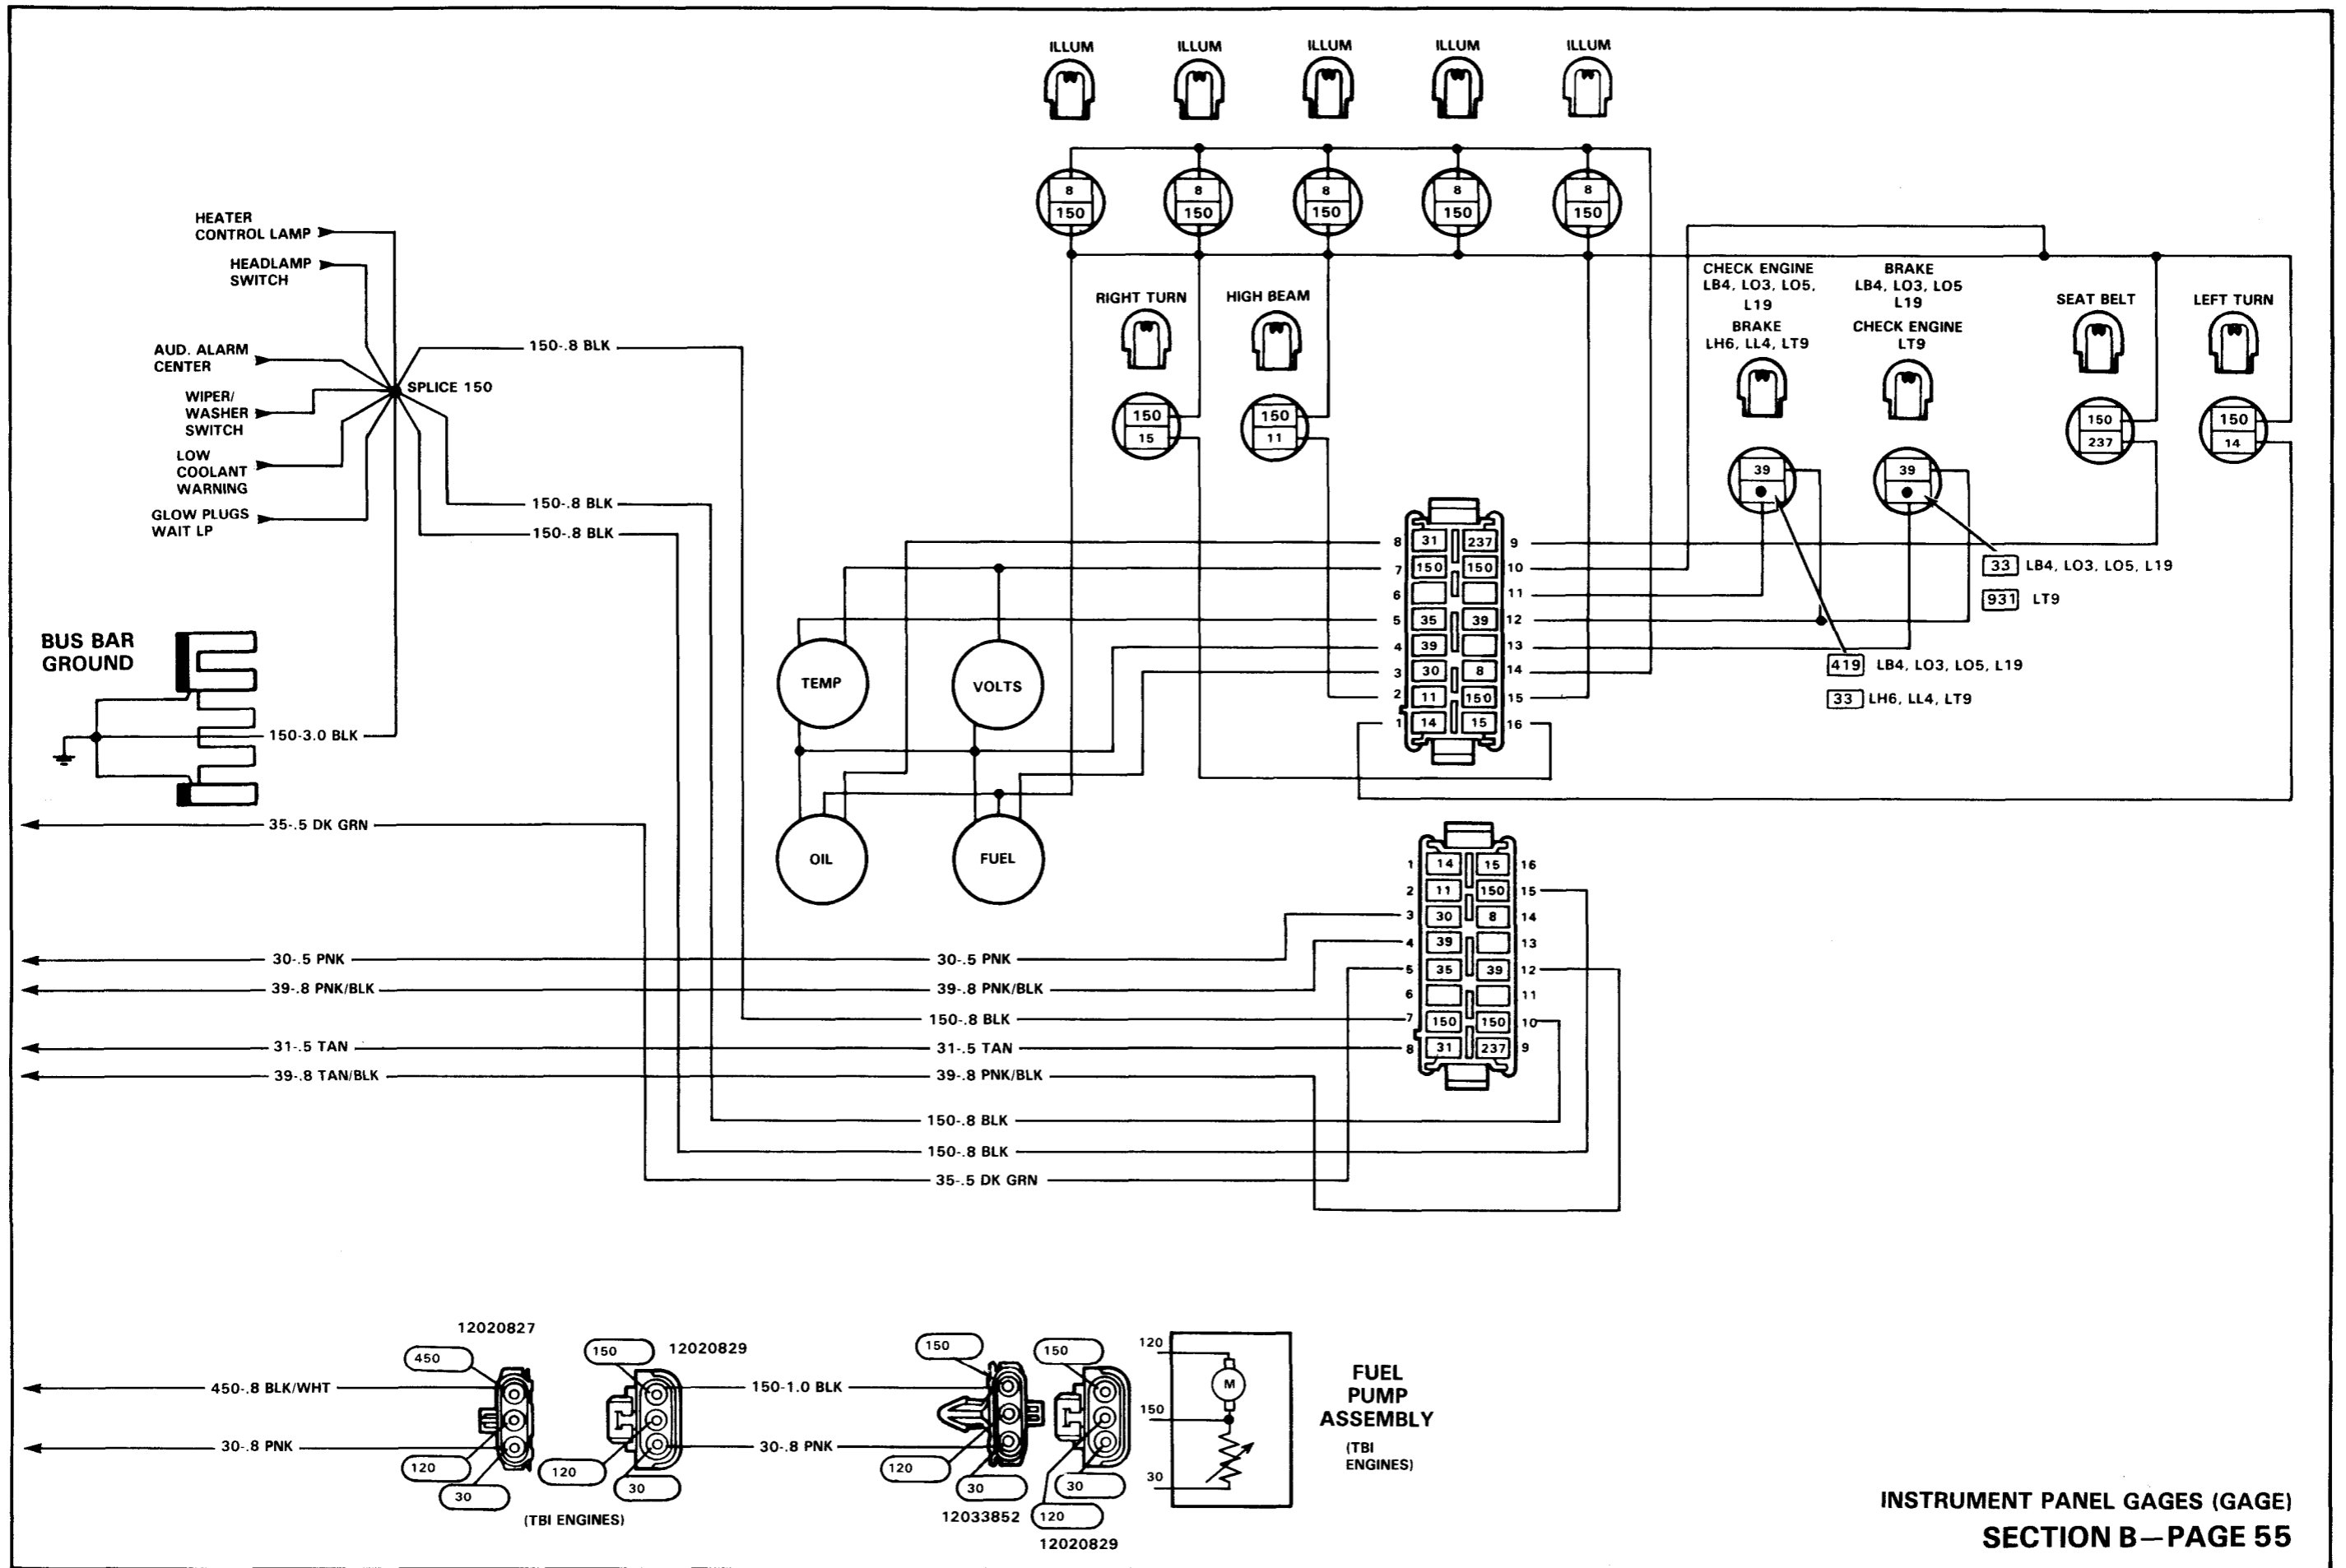 ILLUM ILLUM ILLUM ILLUM ILLUM
8 8 8 8 8
150 150 150 150 150
HEATER
CONTROL LAMP
HEADLAMP
SWITCH
AUD. ALARM
CENTER
WIPER/
WASHER
SWITCH
LOW
COOLANT
WARNING
GLOW PLUGS
WAIT LP
SPLICE 150
150-.8 BLK
150-.8 BLK
150-.8 BLK
BUS BAR
GROUND
150-3.0 BLK
RIGHT TURN
150
15
HIGH BEAM
150
11
CHECK ENGINE
LB4, LO3, LO5,
L19
BRAKE
LH6, LL4, LT9
39
BRAKE
LB4, LO3, LO5
L19
CHECK ENGINE
LT9
39
SEAT BELT
150
237
LEFT TURN
150
14
33 LB4, LO3, LO5, L19
931 LT9
419 LB4, LO3, LO5, L19
33 LH6, LL4, LT9
8 31 237 9
7 150 150 10
6 11
5 35 39 12
4 39 13
3 30 8 14
2 11 150 15
1 14 15 16
TEMP
VOLTS
OIL
FUEL
1 14 15 16
2 11 150 15
3 30 8 14
4 39 13
5 35 39 12
6 11
7 150 150 10
8 31 237 9
35-.5 DK GRN
30-.5 PNK 30-.5 PNK
39-.8 PNK/BLK 39-.8 PNK/BLK
150-.8 BLK
31-.5 TAN 31-.5 TAN
39-.8 TAN/BLK 39-.8 PNK/BLK
150-.8 BLK
150-.8 BLK
35-.5 DK GRN
12020827
450
450-.8 BLK/WHT
30-.8 PNK
120
30
150
12020829
120
30
(TBI ENGINES)
150-1.0 BLK
30-.8 PNK
150
120
30
12033852
150
30
120
12020829
120
M
150
30
FUEL
PUMP
ASSEMBLY
(TBI
ENGINES)
INSTRUMENT PANEL GAGES (GAGE)
SECTION B—PAGE 55